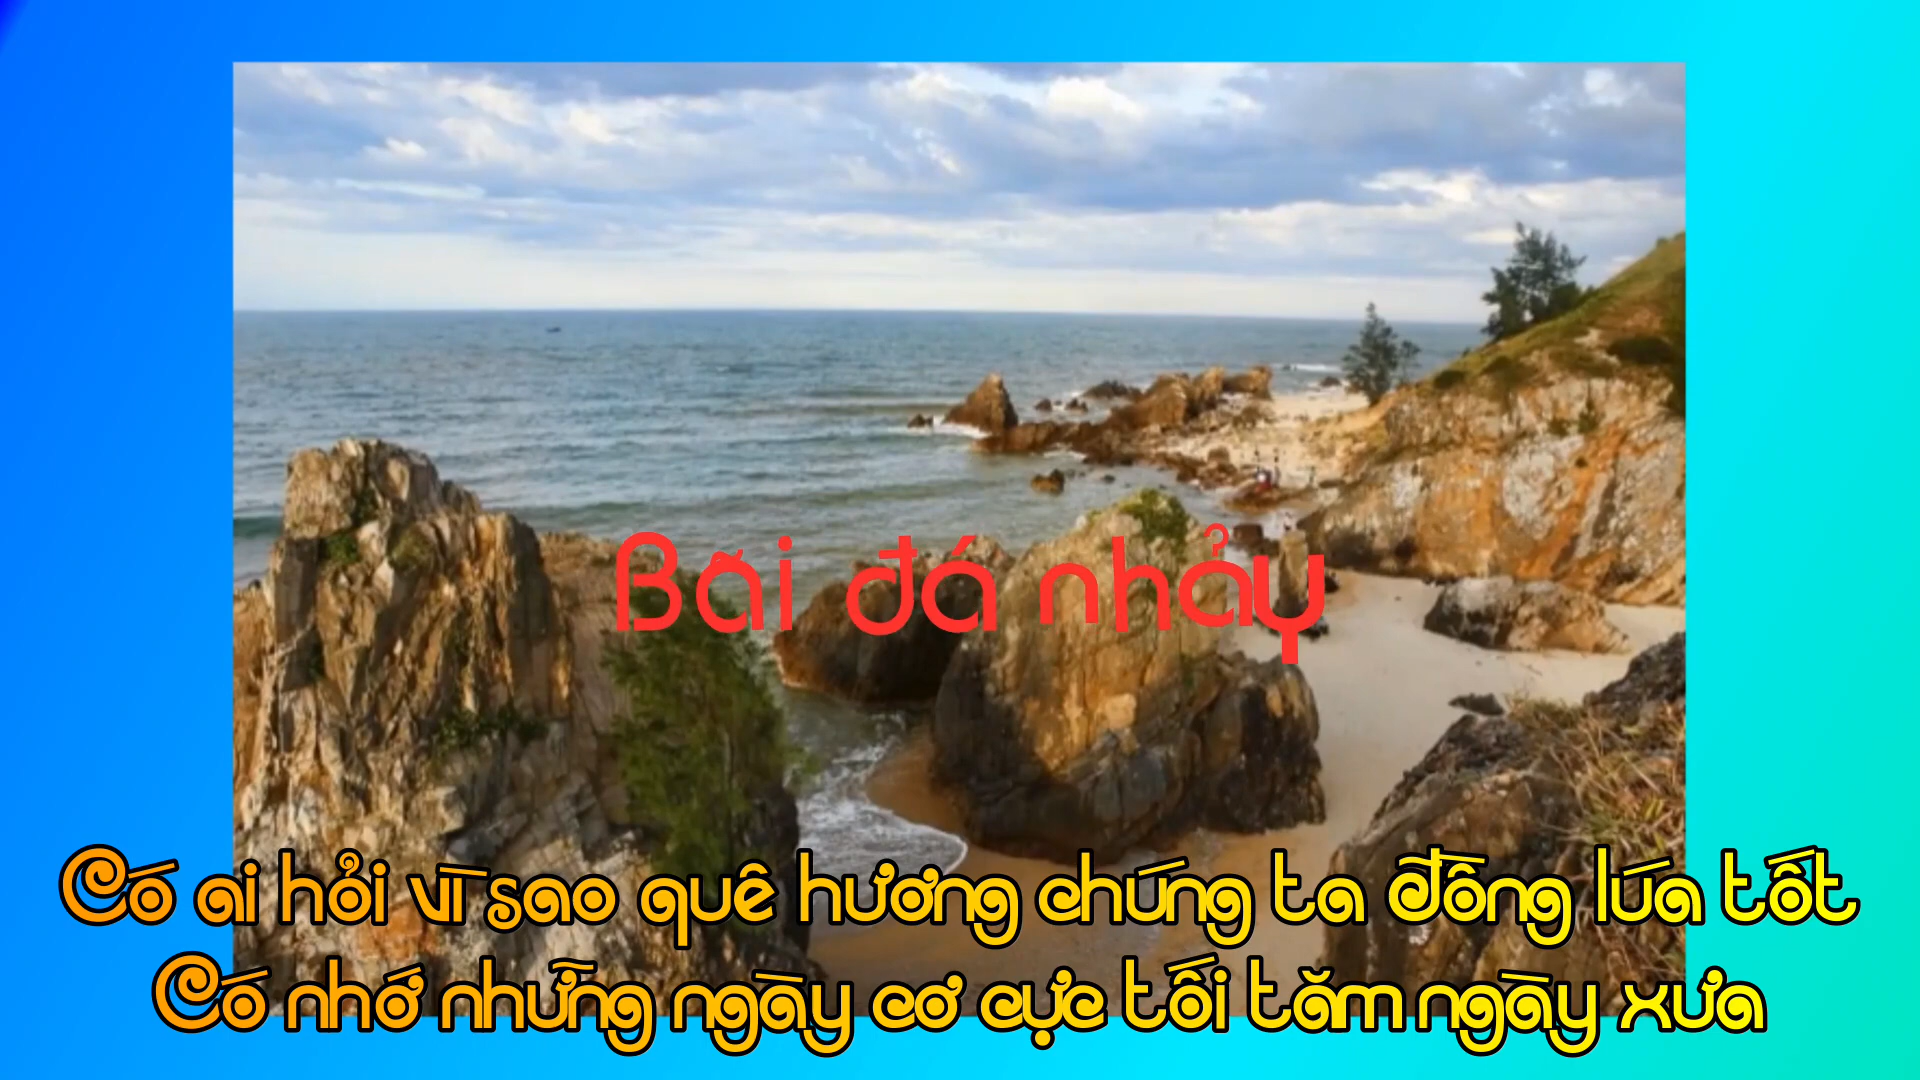 Bãi đá nhảy
Có ai hỏi vì sao quê hương chúng ta đồng lúa tốt
Có nhớ những ngày cơ cực tối tăm ngày xưa